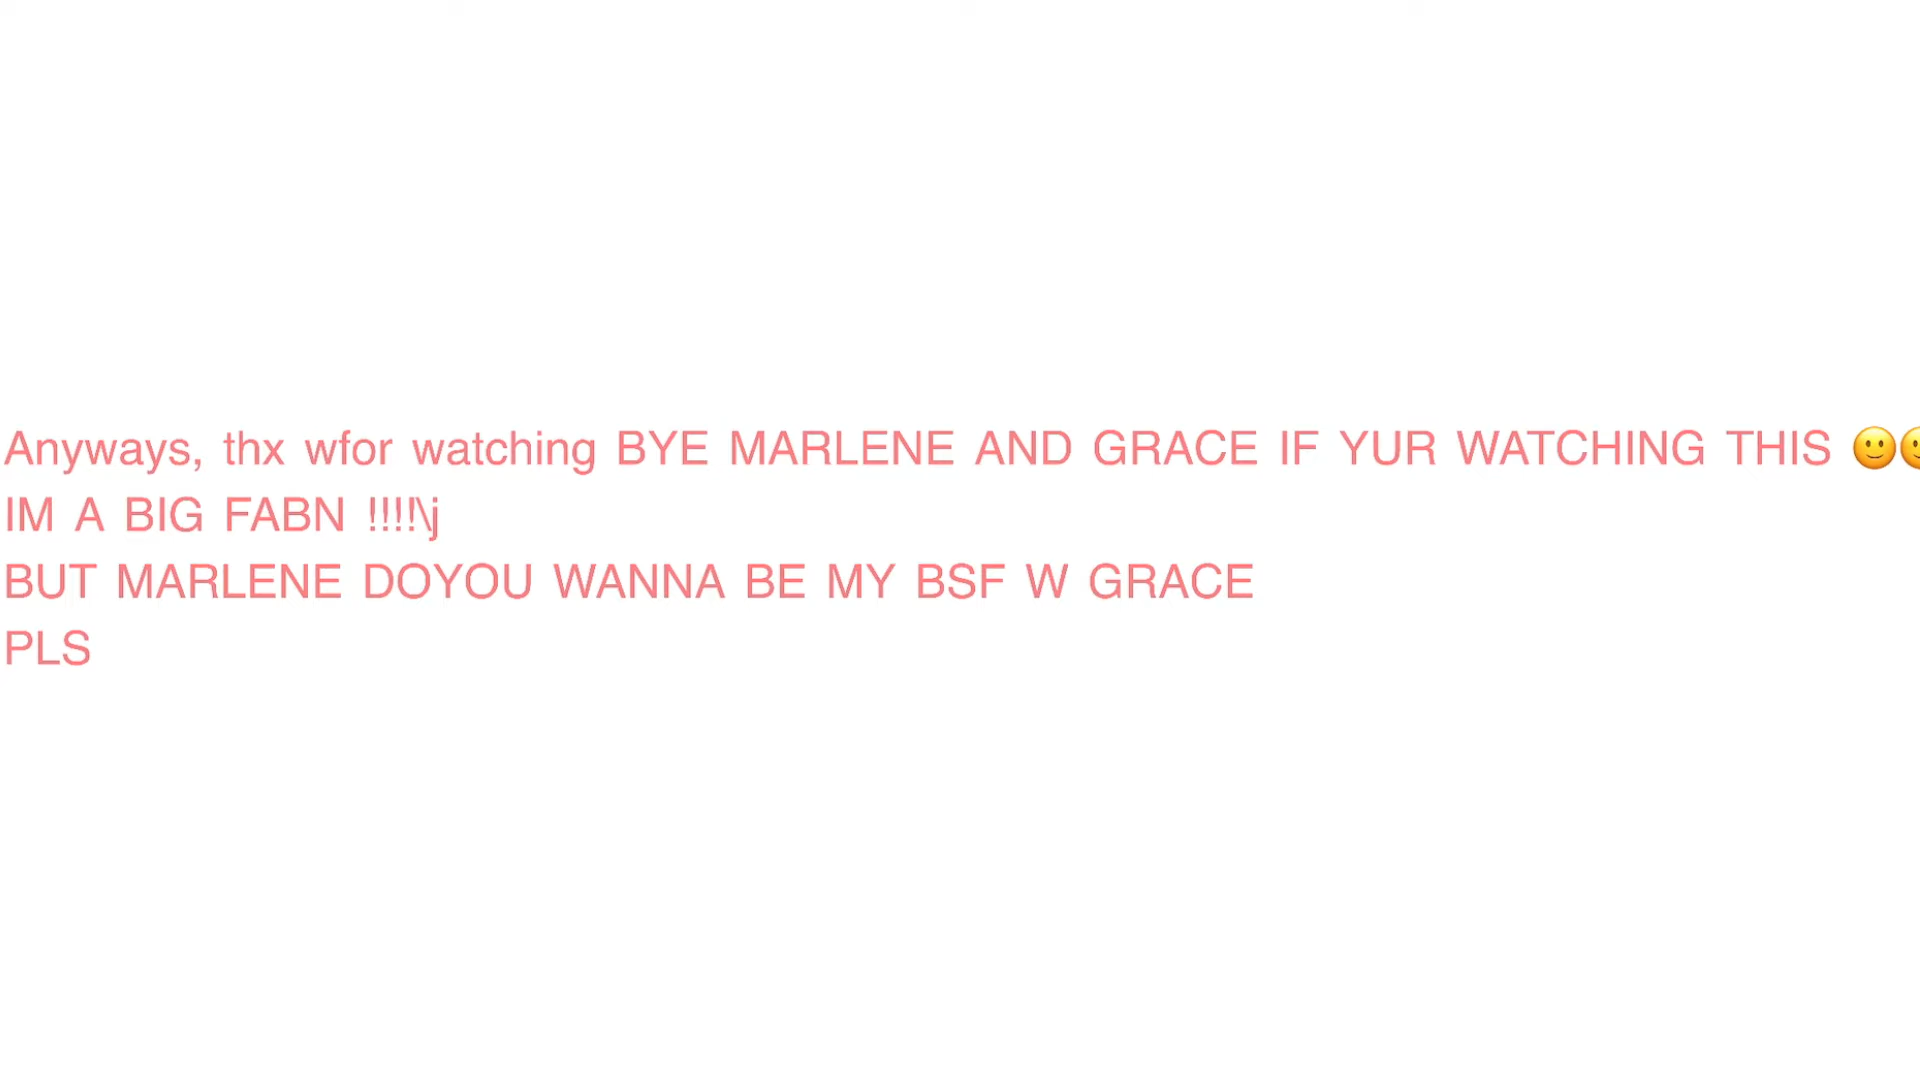 Anyways, thx wfor watching BYE MARLENE AND GRACE IF YUR WATCHING THIS 🙂🙂
IM A BIG FABN !!!!\j
BUT MARLENE DOYOU WANNA BE MY BSF W GRACE
PLS